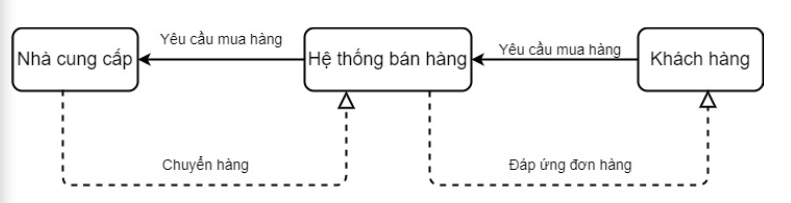 Yêu cầu mua hàng
Yêu cầu mua hàng
Nhà cung cấp
Hệ thống bán hàng
Khách hàng
Chuyển hàng
Đáp ứng đơn hàng